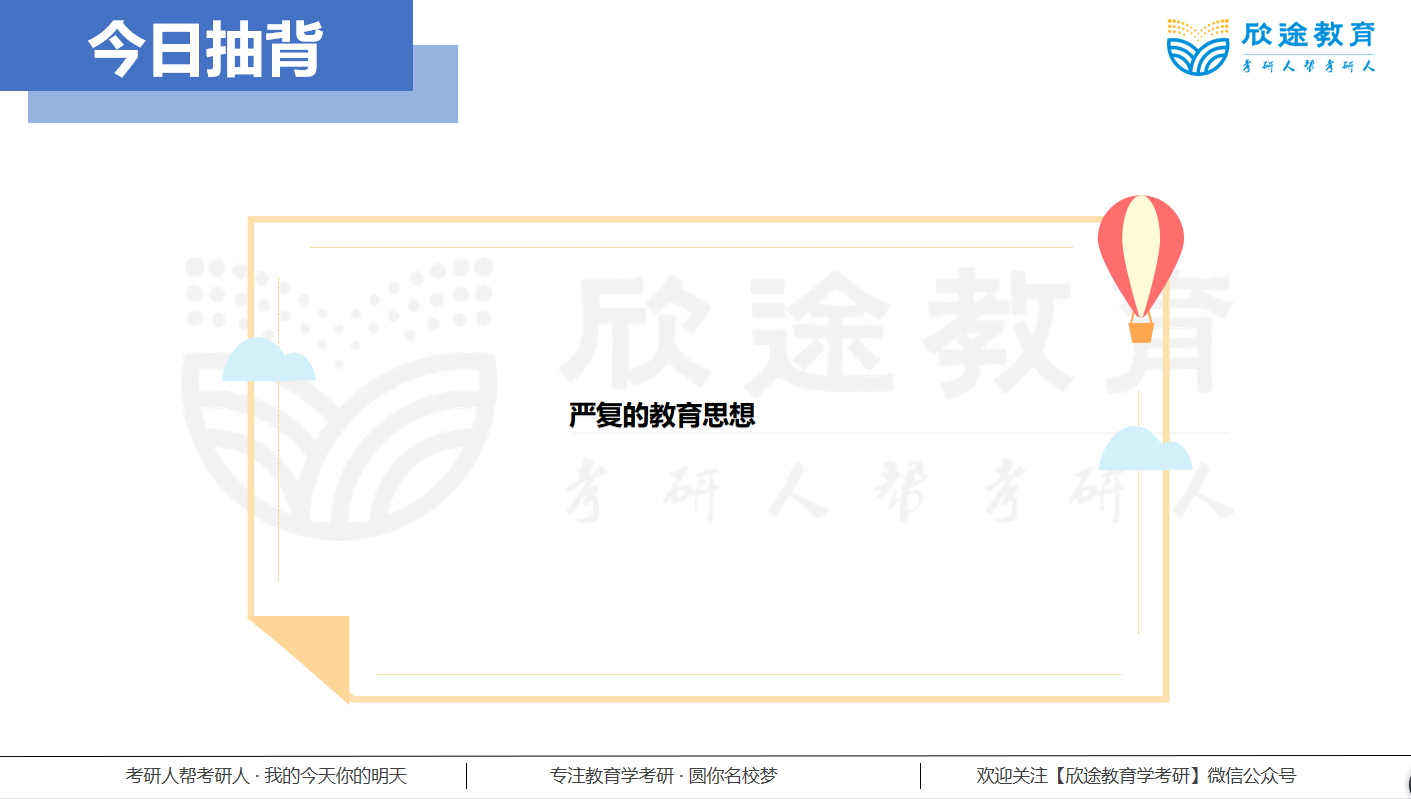 今日抽背
欣途教育
考研人帮考研人
欣途教育
严复的教育思想
考研人帮考研人
考研人帮考研人 · 我的今天你的明天
专注教育学考研 · 圆你名校梦
欢迎关注【欣途教育学考研】微信公众号